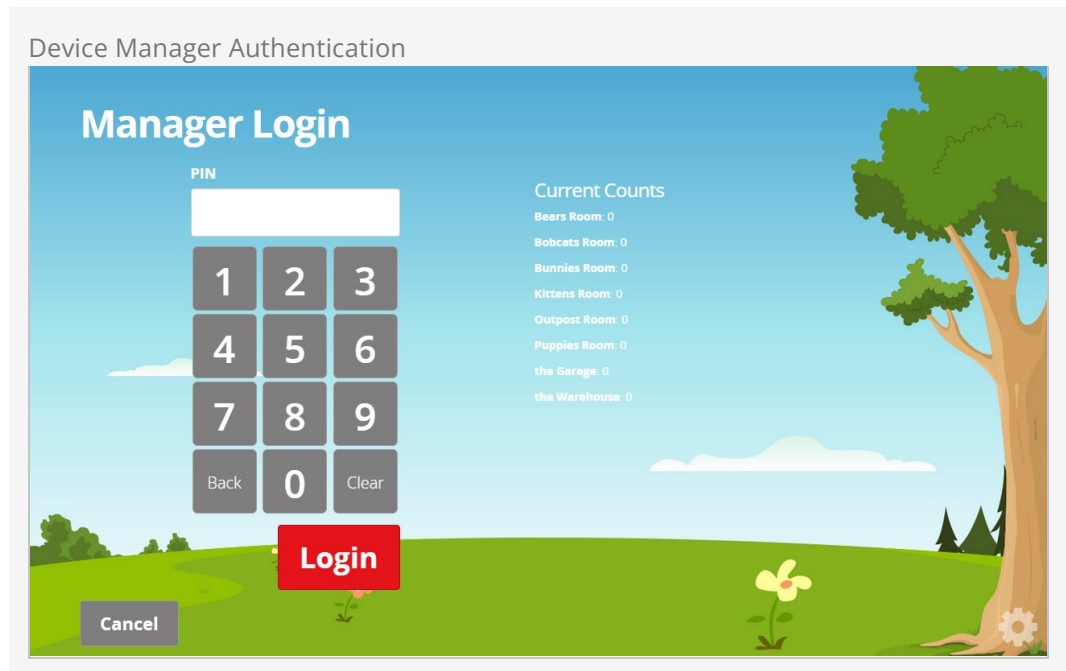 Device Manager Authentication
Manager Login
PIN
1 2 3
4 5 6
7 8 9
Back 0 Clear
Login
Cancel
Current Counts
Bears Room: 0
Bobcats Room: 0
Bunnies Room: 0
Kittens Room: 0
Outpost Room: 0
Puppies Room: 0
the Garage: 0
the Warehouse: 0